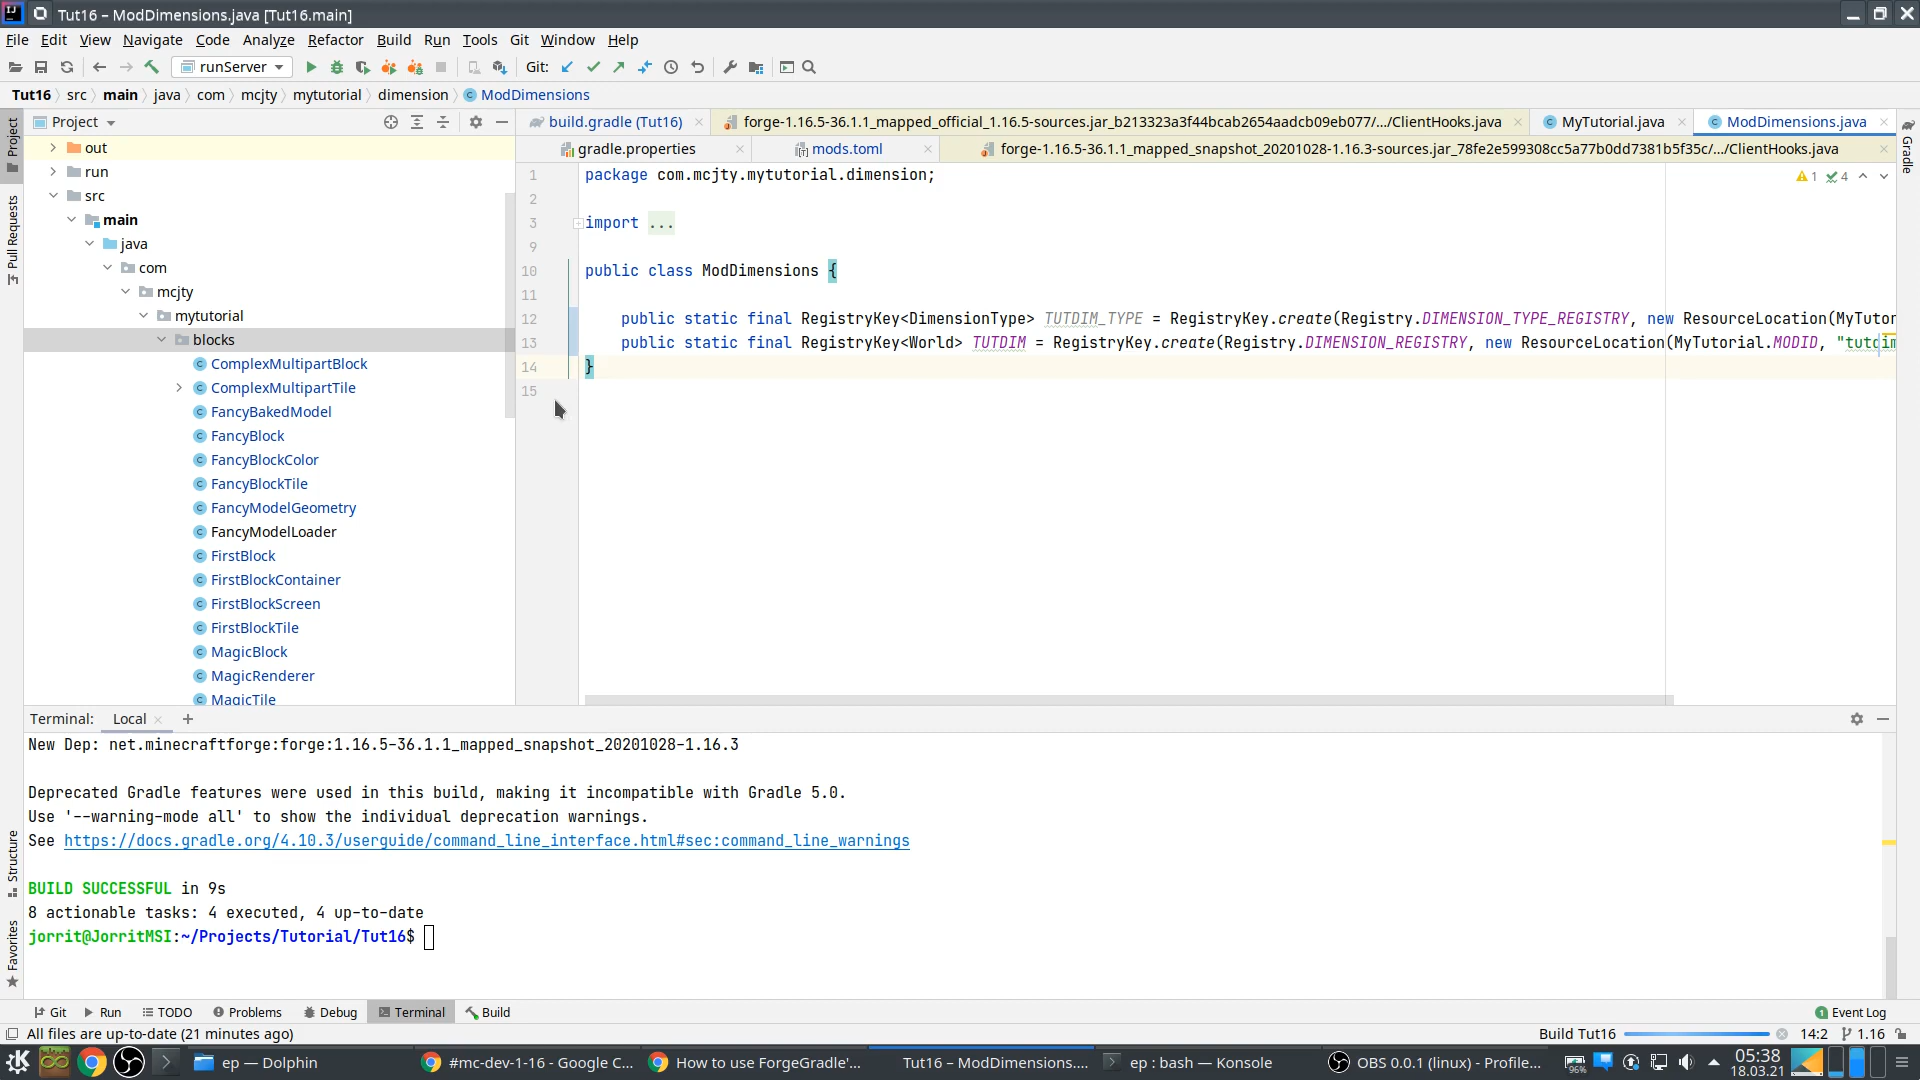 Tut16 – ModDimensions.java [Tut16.main]
File Edit View Navigate Code Analyze Refactor Build Run Tools Git Window Help
runServer Git:
Tut16 src main java com mcjty mytutorial dimension ModDimensions
Project
build.gradle (Tut16) forge-1.16.5-36.1.1_mapped_official_1.16.5-sources.jar_b213323a3f44bcab2654aadcb09eb077/.../ClientHooks.java MyTutorial.java ModDimensions.java
gradle.properties mods.toml forge-1.16.5-36.1.1_mapped_snapshot_20201028-1.16.3-sources.jar_78fe2e599308cc5a77b0dd7381b5f35c/.../ClientHooks.java
Project
Pull Requests
Structure
Favorites
Gradle
out
run
src
main
java
com
mcjty
mytutorial
blocks
ComplexMultipartBlock
ComplexMultipartTile
FancyBakedModel
FancyBlock
FancyBlockColor
FancyBlockTile
FancyModelGeometry
FancyModelLoader
FirstBlock
FirstBlockContainer
FirstBlockScreen
FirstBlockTile
MagicBlock
MagicRenderer
MagicTile
1 package com.mcjty.mytutorial.dimension;
1 4
2
3 import ...
9
10 public class ModDimensions {
11
12 public static final RegistryKey<DimensionType> TUTDIM_TYPE = RegistryKey.create(Registry.DIMENSION_TYPE_REGISTRY, new ResourceLocation(MyTutor
13 public static final RegistryKey<World> TUTDIM = RegistryKey.create(Registry.DIMENSION_REGISTRY, new ResourceLocation(MyTutorial.MODID, "tutdim
14 }
15
Terminal: Local +
New Dep: net.minecraftforge:forge:1.16.5-36.1.1_mapped_snapshot_20201028-1.16.3
Deprecated Gradle features were used in this build, making it incompatible with Gradle 5.0.
Use '--warning-mode all' to show the individual deprecation warnings.
See https://docs.gradle.org/4.10.3/userguide/command_line_interface.html#sec:command_line_warnings
BUILD SUCCESSFUL in 9s
8 actionable tasks: 4 executed, 4 up-to-date
jorrit@JorritMSI:~/Projects/Tutorial/Tut16$
Git Run TODO Problems Debug Terminal Build 1 Event Log
All files are up-to-date (21 minutes ago) Build Tut16 14:2 1.16
ep — Dolphin #mc-dev-1-16 - Google C... How to use ForgeGradle'... Tut16 – ModDimensions.... ep : bash — Konsole OBS 0.0.1 (linux) - Profile... 96% 05:38
18.03.21